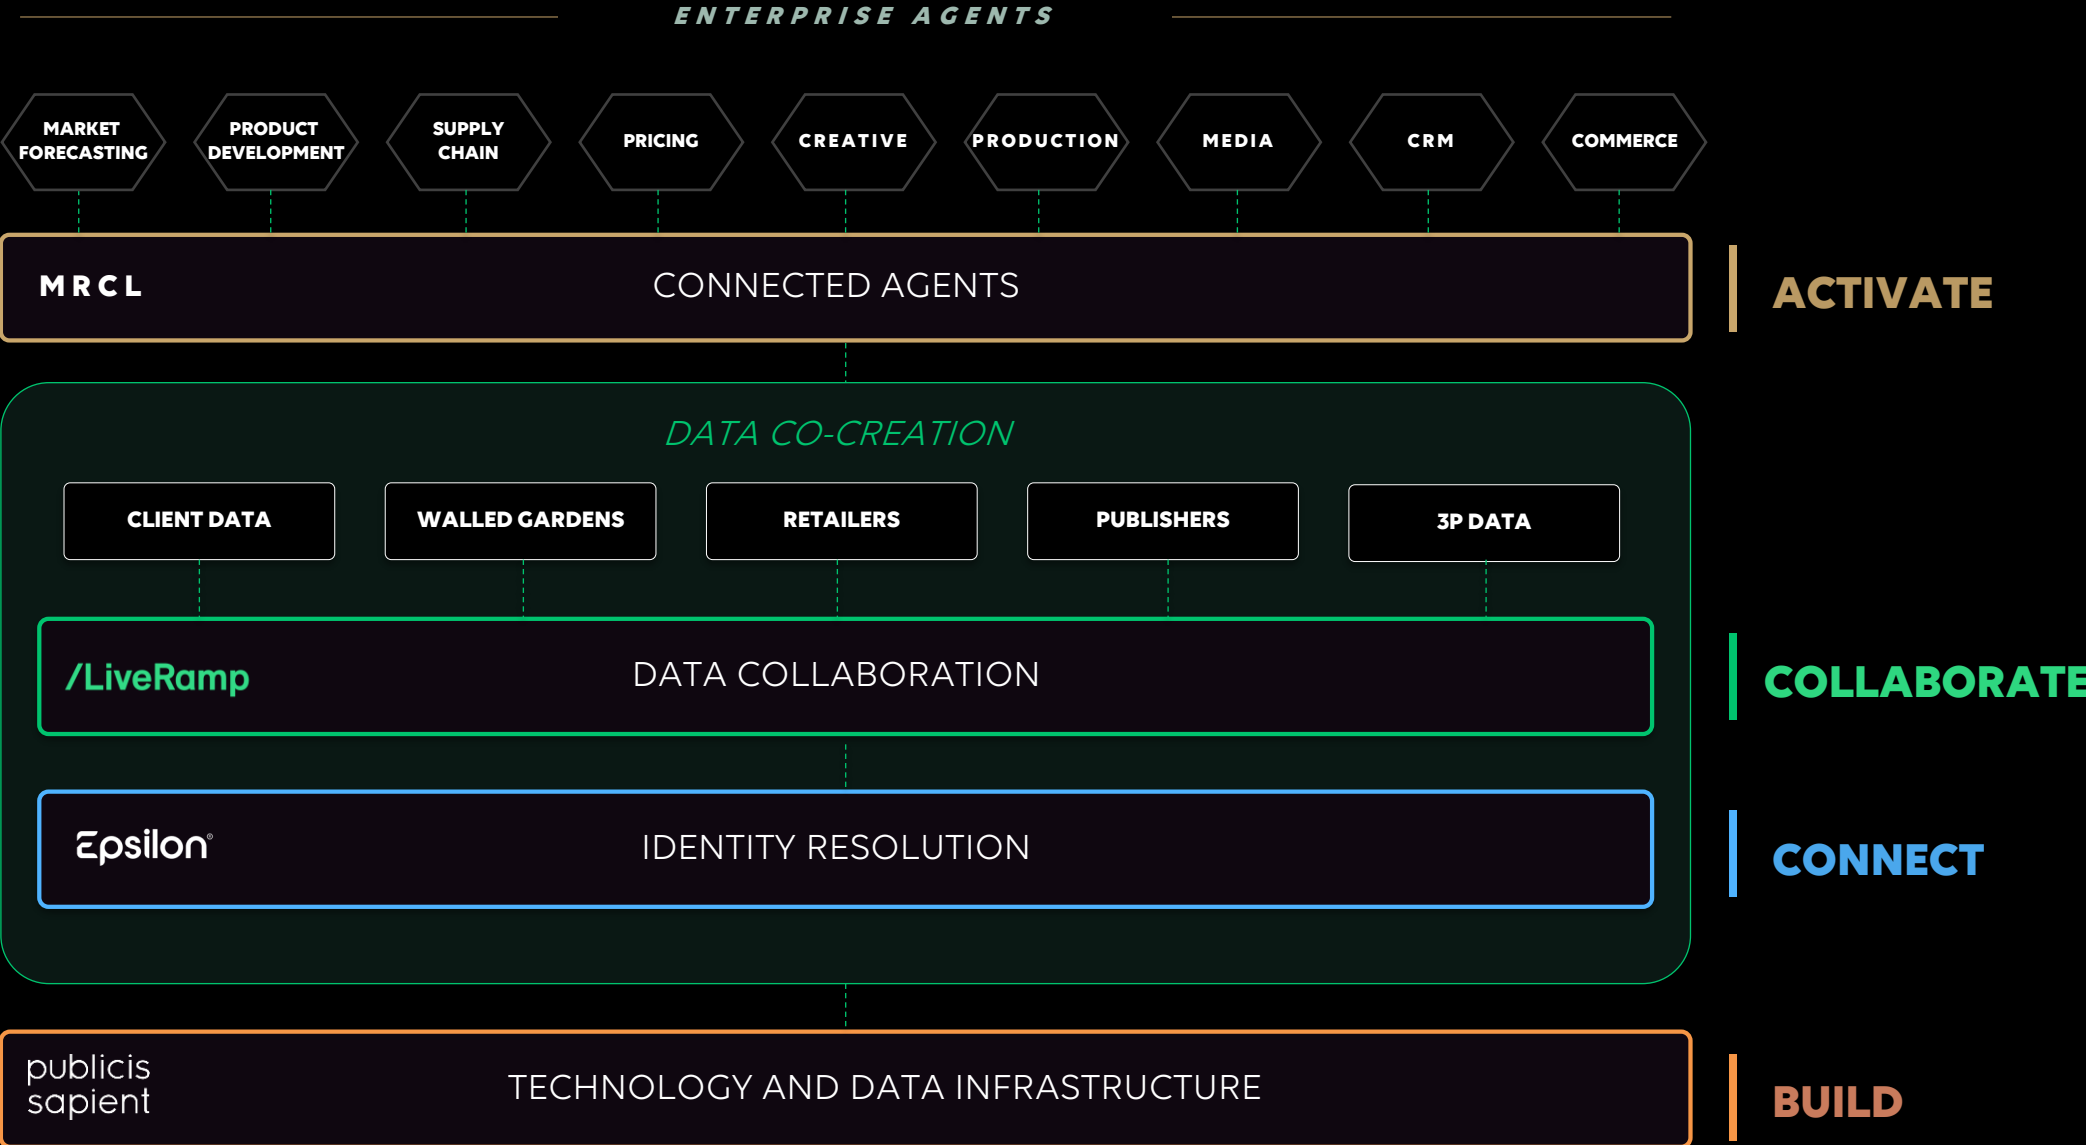 ENTERPRISE AGENTS
MARKET
FORECASTING
PRODUCT
DEVELOPMENT
SUPPLY
CHAIN
PRICING
CREATIVE
PRODUCTION
MEDIA
CRM
COMMERCE
MRCL
CONNECTED AGENTS
ACTIVATE
DATA CO-CREATION
CLIENT DATA
WALLED GARDENS
RETAILERS
PUBLISHERS
3P DATA
/LiveRamp
DATA COLLABORATION
COLLABORATE
Epsilon®
IDENTITY RESOLUTION
CONNECT
publicis
sapient
TECHNOLOGY AND DATA INFRASTRUCTURE
BUILD